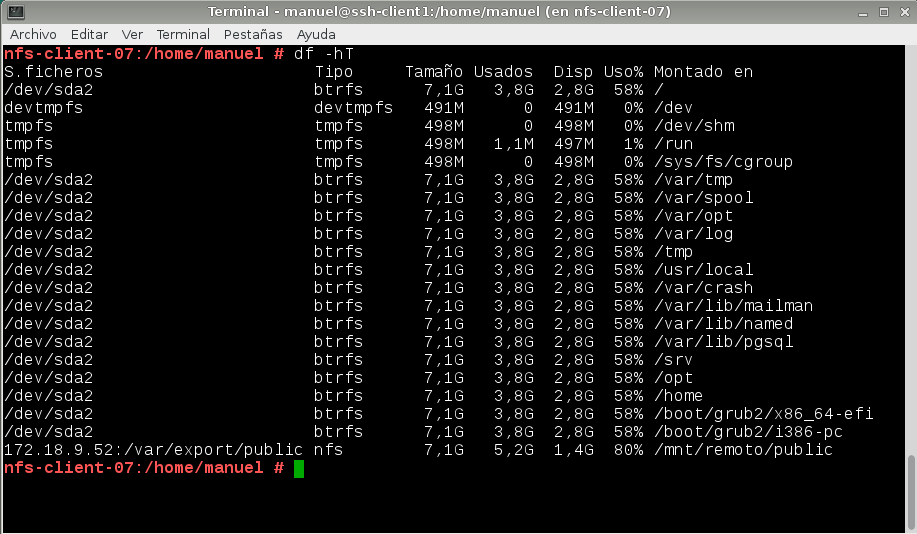 Terminal - manuel@ssh-client1:/home/manuel (en nfs-client-07)
Archivo Editar Ver Terminal Pestañas Ayuda
nfs-client-07:/home/manuel # df -hT
S.ficheros Tipo Tamaño Usados Disp Uso% Montado en
/dev/sda2 btrfs 7,1G 3,8G 2,8G 58% /
devtmpfs devtmpfs 491M 0 491M 0% /dev
tmpfs tmpfs 498M 0 498M 0% /dev/shm
tmpfs tmpfs 498M 1,1M 497M 1% /run
tmpfs tmpfs 498M 0 498M 0% /sys/fs/cgroup
/dev/sda2 btrfs 7,1G 3,8G 2,8G 58% /var/tmp
/dev/sda2 btrfs 7,1G 3,8G 2,8G 58% /var/spool
/dev/sda2 btrfs 7,1G 3,8G 2,8G 58% /var/opt
/dev/sda2 btrfs 7,1G 3,8G 2,8G 58% /var/log
/dev/sda2 btrfs 7,1G 3,8G 2,8G 58% /tmp
/dev/sda2 btrfs 7,1G 3,8G 2,8G 58% /usr/local
/dev/sda2 btrfs 7,1G 3,8G 2,8G 58% /var/crash
/dev/sda2 btrfs 7,1G 3,8G 2,8G 58% /var/lib/mailman
/dev/sda2 btrfs 7,1G 3,8G 2,8G 58% /var/lib/named
/dev/sda2 btrfs 7,1G 3,8G 2,8G 58% /var/lib/pgsql
/dev/sda2 btrfs 7,1G 3,8G 2,8G 58% /srv
/dev/sda2 btrfs 7,1G 3,8G 2,8G 58% /opt
/dev/sda2 btrfs 7,1G 3,8G 2,8G 58% /home
/dev/sda2 btrfs 7,1G 3,8G 2,8G 58% /boot/grub2/x86_64-efi
/dev/sda2 btrfs 7,1G 3,8G 2,8G 58% /boot/grub2/i386-pc
172.18.9.52:/var/export/public nfs 7,1G 5,2G 1,4G 80% /mnt/remoto/public
nfs-client-07:/home/manuel #